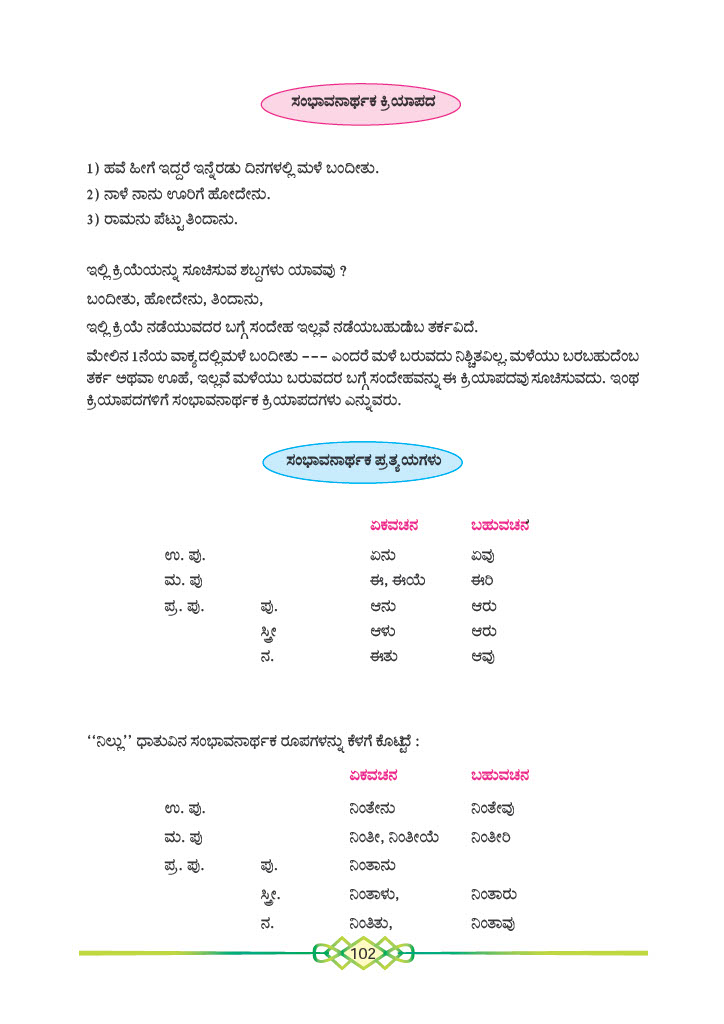 ಸಂಭಾವನಾರ್ಥಕ ಕ್ರಿಯಾಪದ
1) ಹವೆ ಹೀಗೆ ಇದ್ದರೆ ಇನ್ನೆರಡು ದಿನಗಳಲ್ಲಿ ಮಳೆ ಬಂದೀತು.
2) ನಾಳೆ ನಾನು ಊರಿಗೆ ಹೋದೇನು.
3) ರಾಮನು ಪೆಟ್ಟು ತಿಂದಾನು.
ಇಲ್ಲಿ ಕ್ರಿಯೆಯನ್ನು ಸೂಚಿಸುವ ಶಬ್ದಗಳು ಯಾವವು ?
ಬಂದೀತು, ಹೋದೇನು, ತಿಂದಾನು,
ಇಲ್ಲಿ ಕ್ರಿಯೆ ನಡೆಯುವದರ ಬಗ್ಗೆ ಸಂದೇಹ ಇಲ್ಲವೆ ನಡೆಯಬಹುದೆಂಬ ತರ್ಕವಿದೆ.
ಮೇಲಿನ 1ನೆಯ ವಾಕ್ಯದಲ್ಲಿ ಮಳೆ ಬಂದೀತು --- ಎಂದರೆ ಮಳೆ ಬರುವದು ನಿಶ್ಚಿತವಿಲ್ಲ. ಮಳೆಯು ಬರಬಹುದೆಂಬ
ತರ್ಕ ಅಥವಾ ಊಹೆ, ಇಲ್ಲವೆ ಮಳೆಯು ಬರುವದರ ಬಗ್ಗೆ ಸಂದೇಹವನ್ನು ಈ ಕ್ರಿಯಾಪದವು ಸೂಚಿಸುವದು. ಇಂಥ
ಕ್ರಿಯಾಪದಗಳಿಗೆ ಸಂಭಾವನಾರ್ಥಕ ಕ್ರಿಯಾಪದಗಳು ಎನ್ನುವರು.
ಸಂಭಾವನಾರ್ಥಕ ಪ್ರತ್ಯಯಗಳು
ಏಕವಚನ ಬಹುವಚನ
ಉ. ಪು. ಏನು ಏವು
ಮ. ಪು ಈ, ಈಯೆ ಈರಿ
ಪ್ರ. ಪು. ಪು. ಆನು ಆರು
ಸ್ತ್ರೀ ಆಳು ಆರು
ನ. ಈತು ಆವು
‘‘ನಿಲ್ಲು’’ ಧಾತುವಿನ ಸಂಭಾವನಾರ್ಥಕ ರೂಪಗಳನ್ನು ಕೆಳಗೆ ಕೊಟ್ಟಿದೆ :
ಏಕವಚನ ಬಹುವಚನ
ಉ. ಪು. ನಿಂತೇನು ನಿಂತೇವು
ಮ. ಪು ನಿಂತೀ, ನಿಂತೀಯೆ ನಿಂತೀರಿ
ಪ್ರ. ಪು. ಪು. ನಿಂತಾನು
ಸ್ತ್ರೀ. ನಿಂತಾಳು, ನಿಂತಾರು
ನ. ನಿಂತಿತು, ನಿಂತಾವು
102